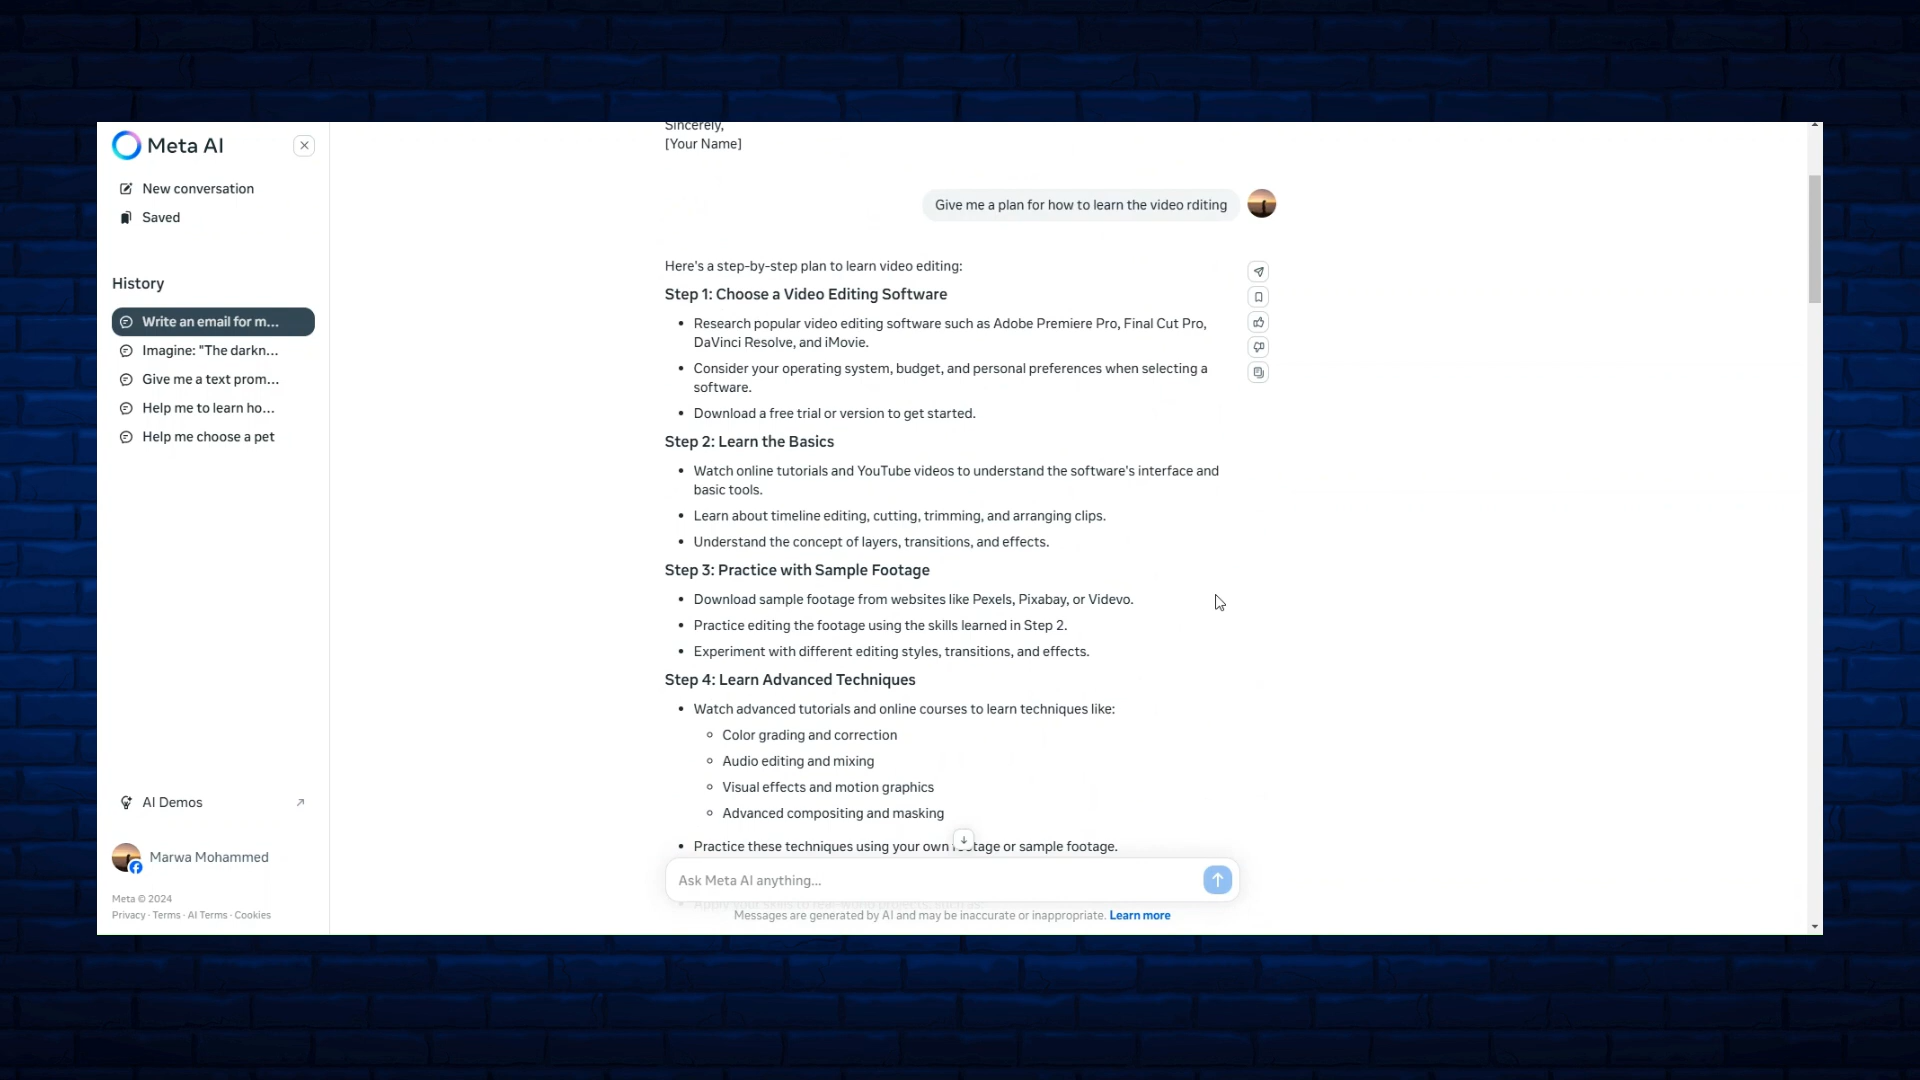 Meta AI
New conversation
Saved
History
Write an email for m...
Imagine: "The darkn...
Give me a text prom...
Help me to learn ho...
Help me choose a pet
AI Demos
Marwa Mohammed
Meta © 2024
Privacy · Terms · AI Terms · Cookies
Sincerely,
[Your Name]
Give me a plan for how to learn the video rditing
Here's a step-by-step plan to learn video editing:
Step 1: Choose a Video Editing Software
• Research popular video editing software such as Adobe Premiere Pro, Final Cut Pro,
DaVinci Resolve, and iMovie.
• Consider your operating system, budget, and personal preferences when selecting a
software.
• Download a free trial or version to get started.
Step 2: Learn the Basics
• Watch online tutorials and YouTube videos to understand the software's interface and
basic tools.
• Learn about timeline editing, cutting, trimming, and arranging clips.
• Understand the concept of layers, transitions, and effects.
Step 3: Practice with Sample Footage
• Download sample footage from websites like Pexels, Pixabay, or Videvo.
• Practice editing the footage using the skills learned in Step 2.
• Experiment with different editing styles, transitions, and effects.
Step 4: Learn Advanced Techniques
• Watch advanced tutorials and online courses to learn techniques like:
○ Color grading and correction
○ Audio editing and mixing
○ Visual effects and motion graphics
○ Advanced compositing and masking
• Practice these techniques using your own footage or sample footage.
Ask Meta AI anything...
Messages are generated by AI and may be inaccurate or inappropriate. Learn more